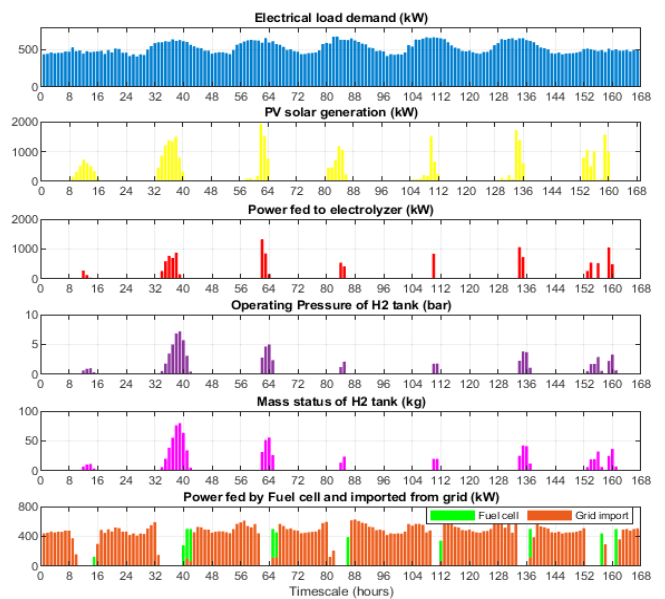 Electrical load demand (kW)
500
0
0 8 16 24 32 40 48 56 64 72 80 88 96 104 112 120 128 136 144 152 160 168
PV solar generation (kW)
2000
1000
0
0 8 16 24 32 40 48 56 64 72 80 88 96 104 112 120 128 136 144 152 160 168
Power fed to electrolyzer (kW)
2000
1000
0
0 8 16 24 32 40 48 56 64 72 80 88 96 104 112 120 128 136 144 152 160 168
Operating Pressure of H2 tank (bar)
10
5
0
0 8 16 24 32 40 48 56 64 72 80 88 96 104 112 120 128 136 144 152 160 168
Mass status of H2 tank (kg)
100
50
0
0 8 16 24 32 40 48 56 64 72 80 88 96 104 112 120 128 136 144 152 160 168
Power fed by Fuel cell and imported from grid (kW)
800
400
0
Fuel cell Grid import
0 8 16 24 32 40 48 56 64 72 80 88 96 104 112 120 128 136 144 152 160 168
Timescale (hours)